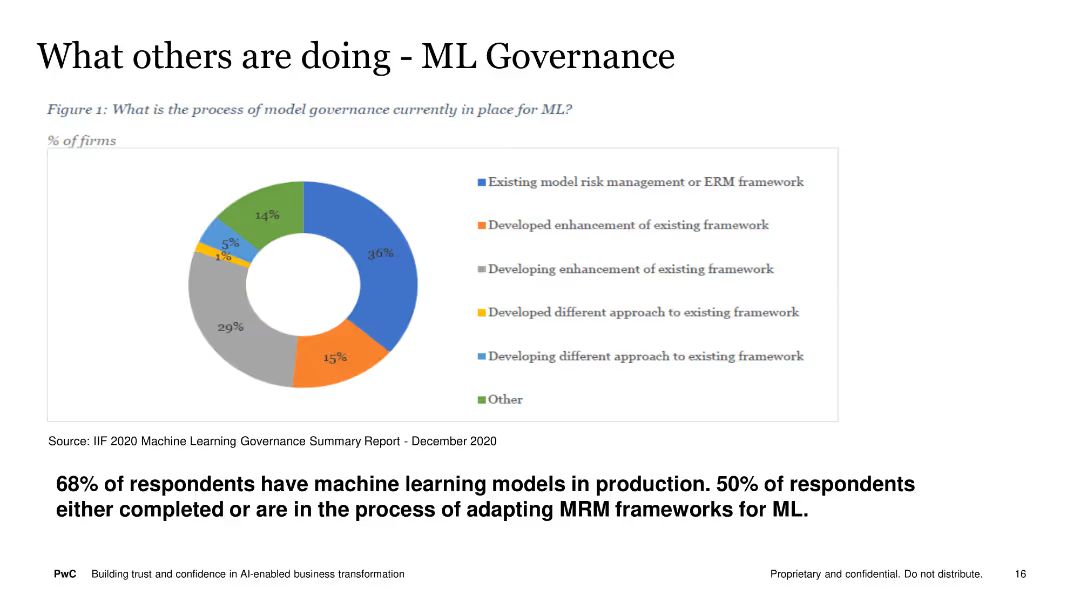 What others are doing - ML Governance
Figure 1: What is the process of model governance currently in place for ML?
% of firms
14%
5%
1%
36%
29%
15%
Existing model risk management or ERM framework
Developed enhancement of existing framework
Developing enhancement of existing framework
Developed different approach to existing framework
Developing different approach to existing framework
Other
Source: IIF 2020 Machine Learning Governance Summary Report - December 2020
68% of respondents have machine learning models in production. 50% of respondents
either completed or are in the process of adapting MRM frameworks for ML.
PwC Building trust and confidence in AI-enabled business transformation
Proprietary and confidential. Do not distribute. 16